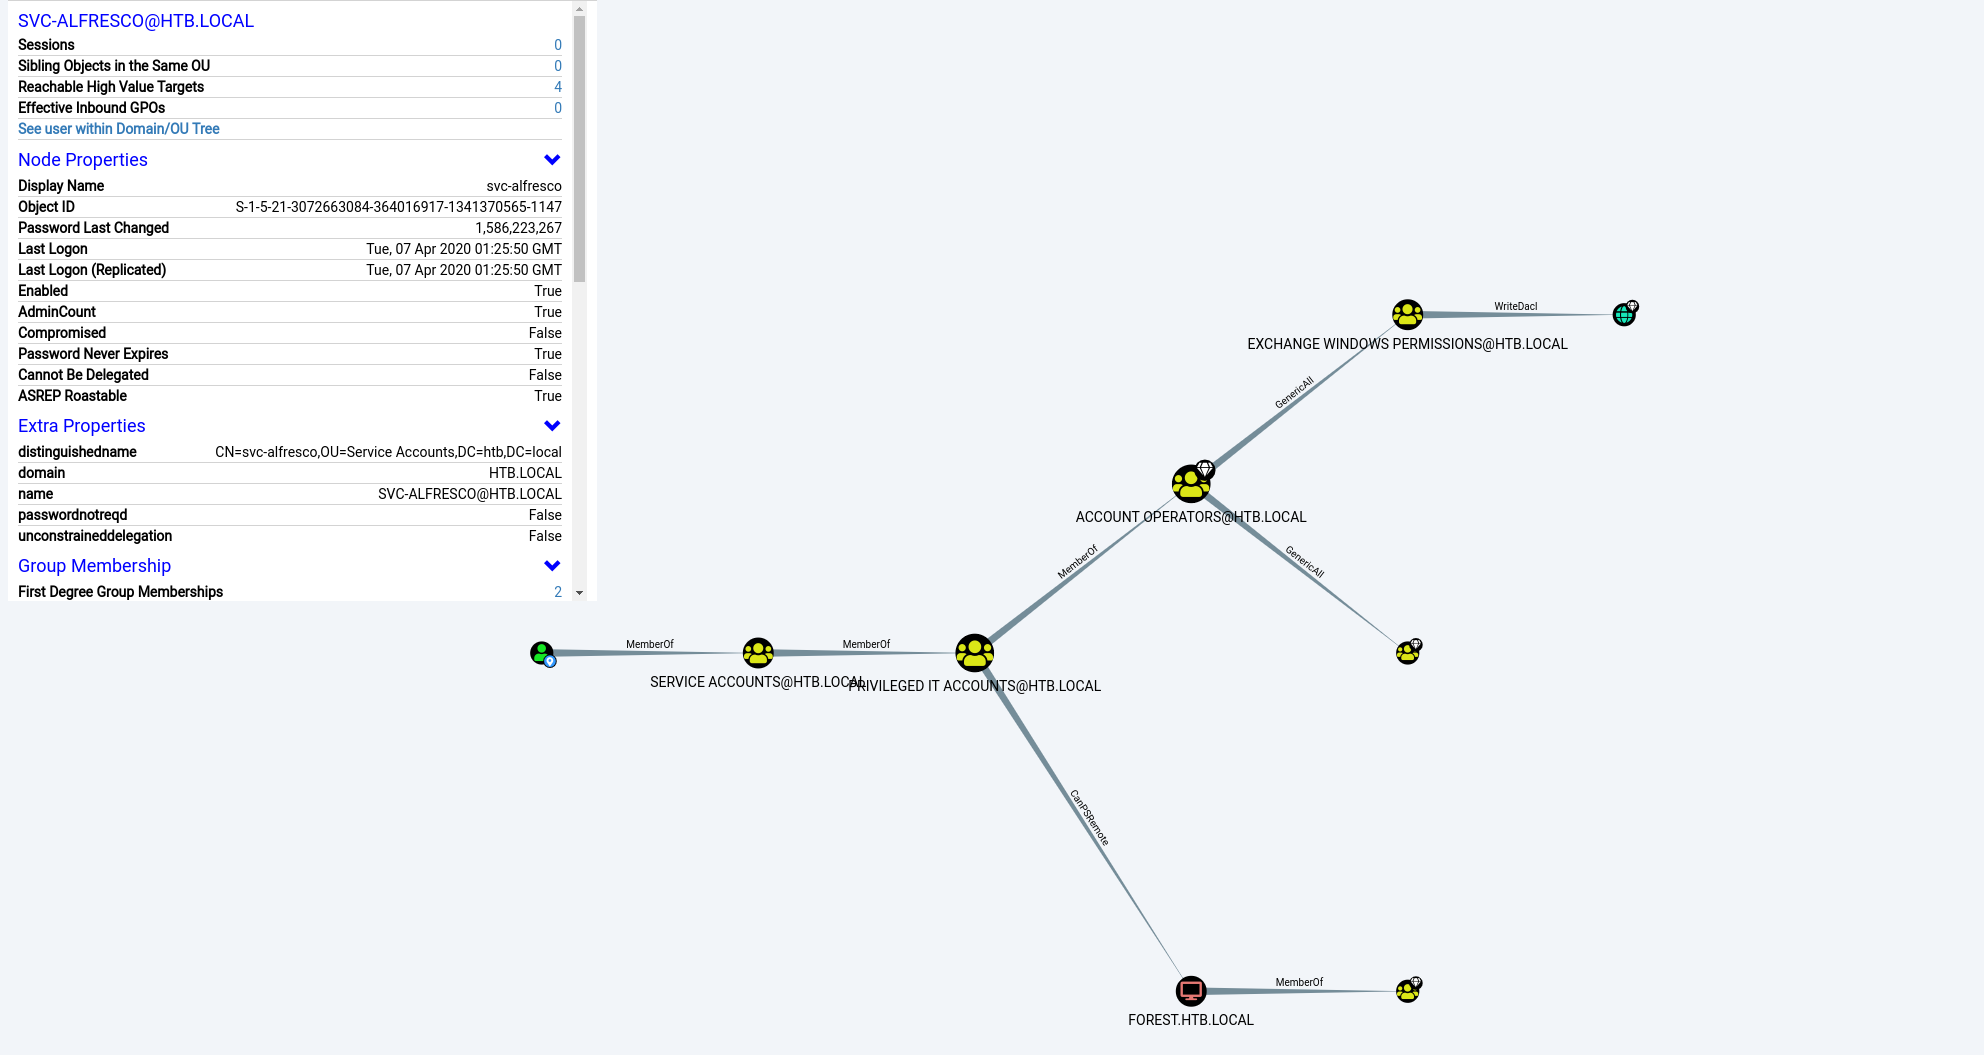 SVC-ALFRESCO@HTB.LOCAL
Sessions 0
Sibling Objects in the Same OU 0
Reachable High Value Targets 4
Effective Inbound GPOs 0
See user within Domain/OU Tree
Node Properties
Display Name svc-alfresco
Object ID S-1-5-21-3072663084-364016917-1341370565-1147
Password Last Changed 1,586,223,267
Last Logon Tue, 07 Apr 2020 01:25:50 GMT
Last Logon (Replicated) Tue, 07 Apr 2020 01:25:50 GMT
Enabled True
AdminCount True
Compromised False
Password Never Expires True
Cannot Be Delegated False
ASREP Roastable True
Extra Properties
distinguishedname CN=svc-alfresco,OU=Service Accounts,DC=htb,DC=local
domain HTB.LOCAL
name SVC-ALFRESCO@HTB.LOCAL
passwordnotreqd False
unconstraineddelegation False
Group Membership
First Degree Group Memberships 2
WriteDacl
EXCHANGE WINDOWS PERMISSIONS@HTB.LOCAL
GenericAll
ACCOUNT OPERATORS@HTB.LOCAL
MemberOf
GenericAll
MemberOf
MemberOf
SERVICE ACCOUNTS@HTB.LOCAL
PRIVILEGED IT ACCOUNTS@HTB.LOCAL
CanPSRemote
MemberOf
FOREST.HTB.LOCAL